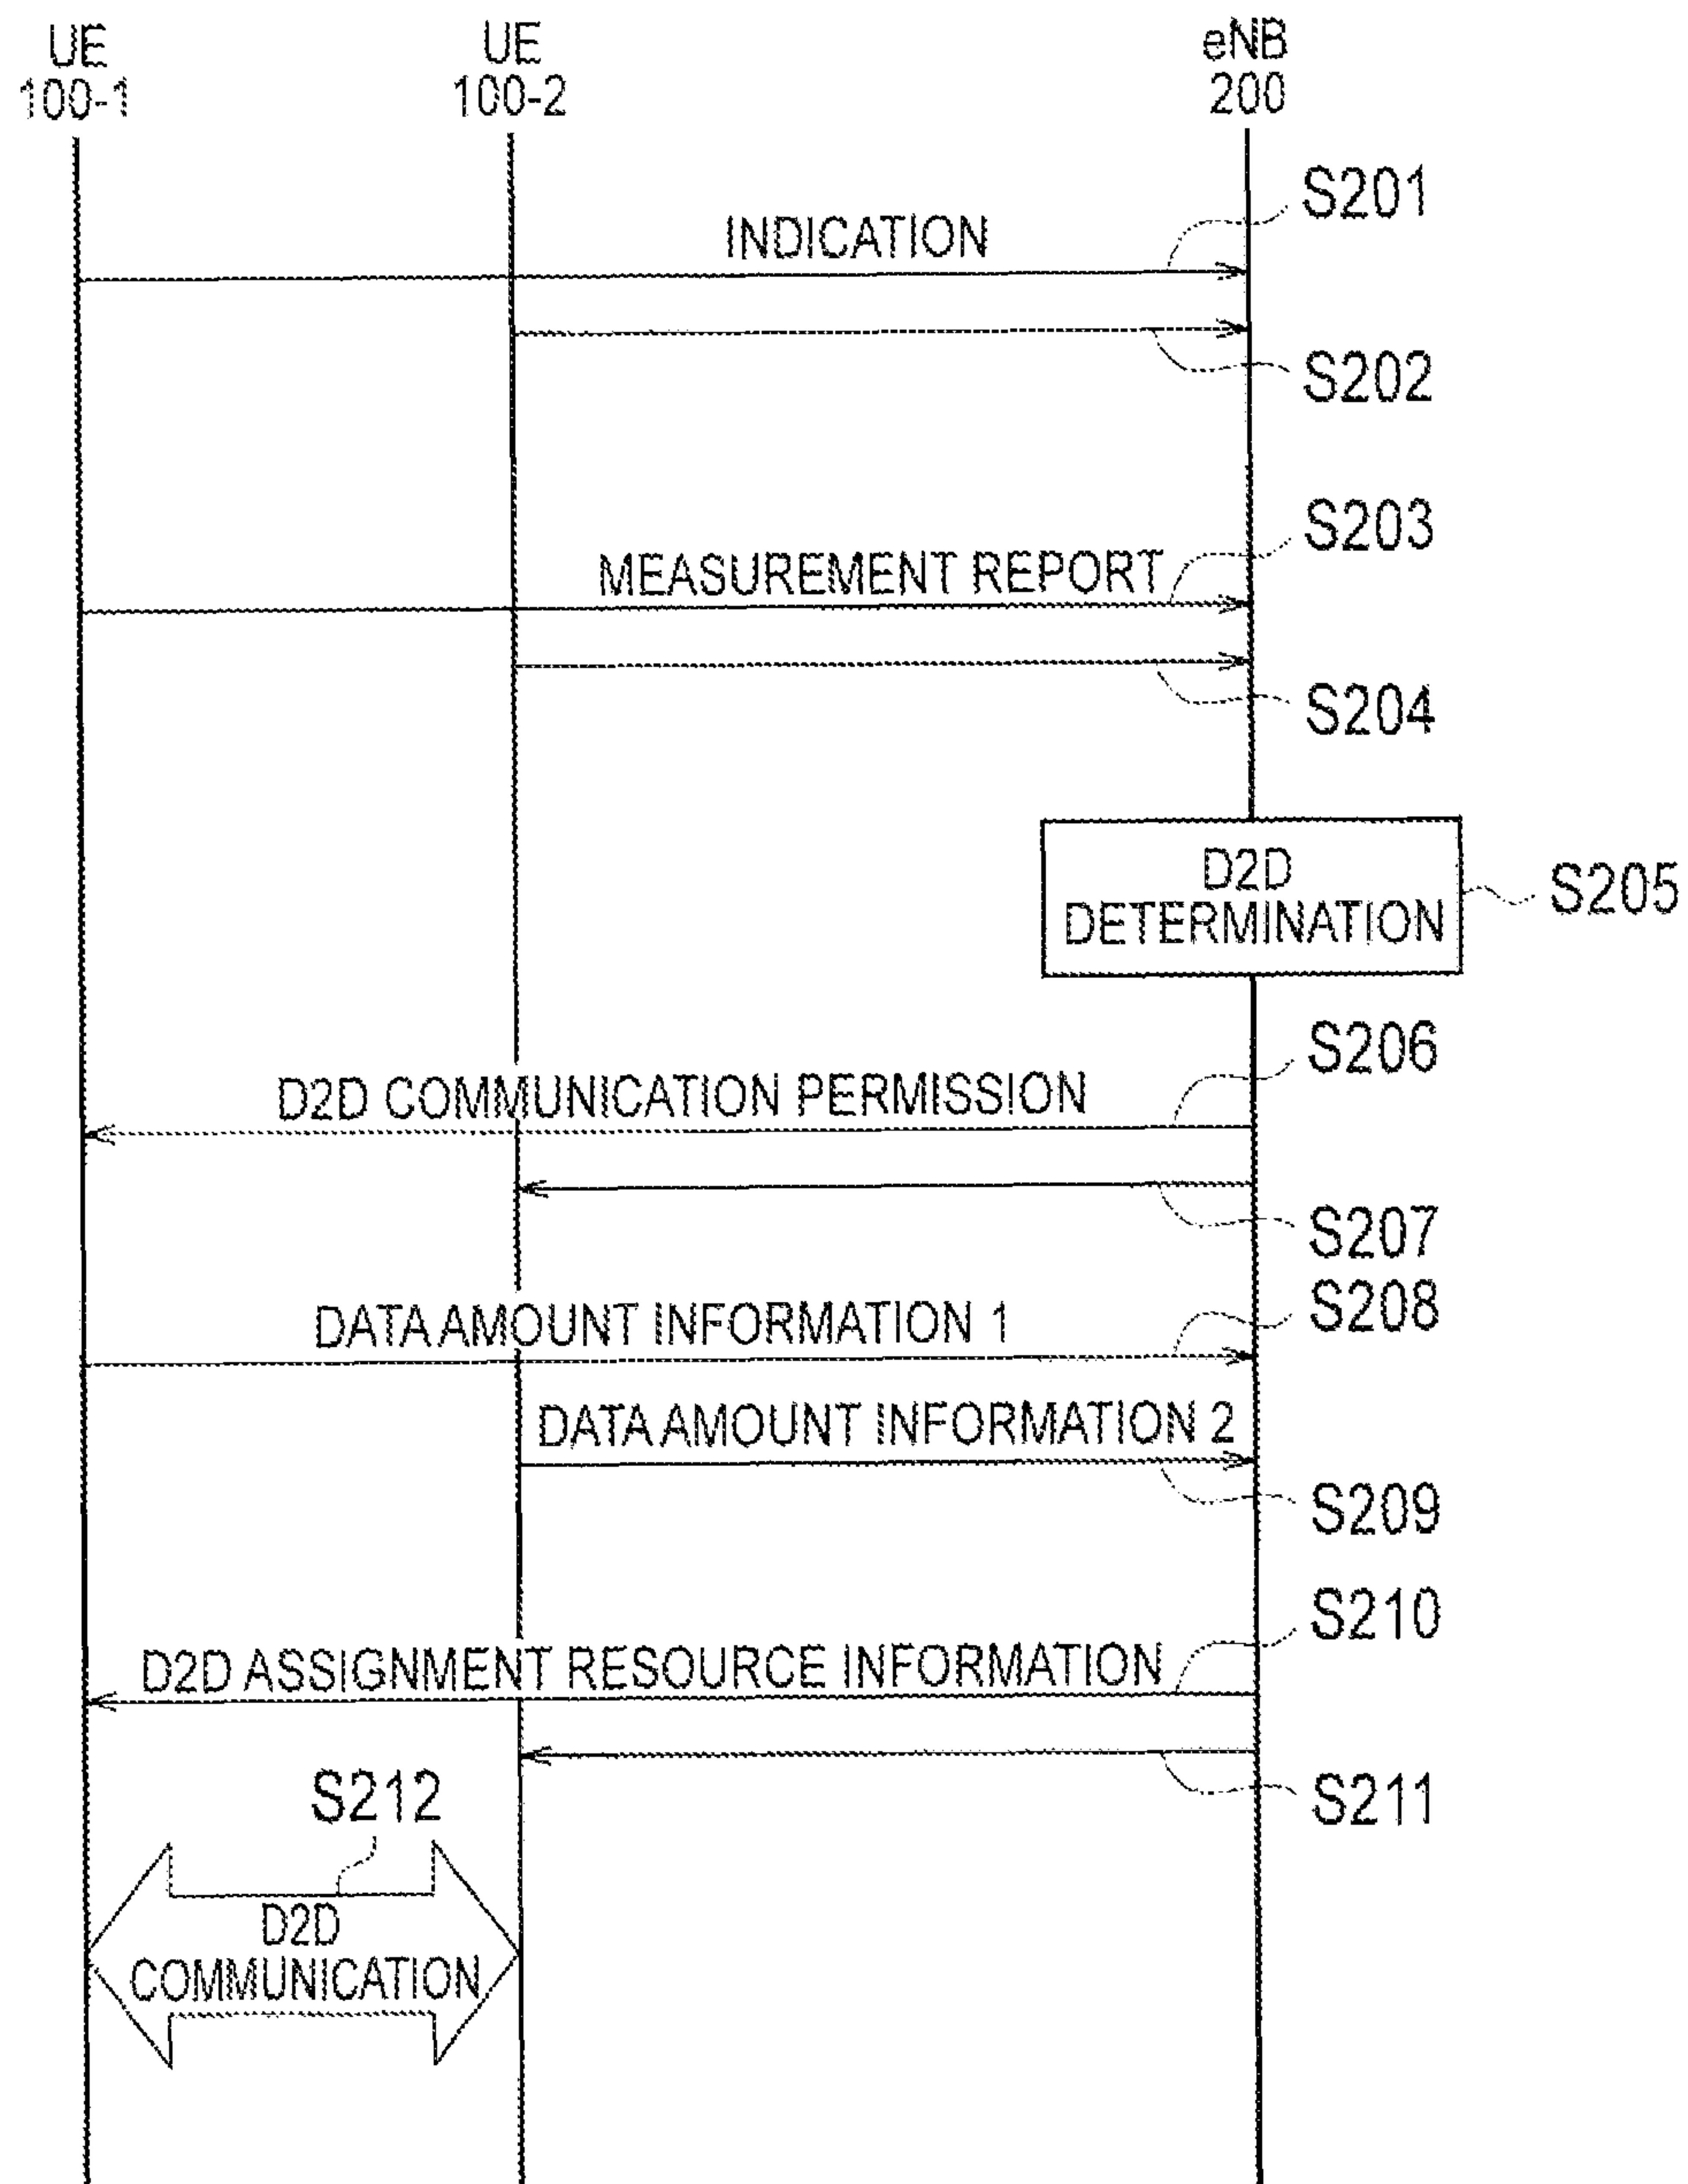 UE
100-1
UE
100-2
eNB
200
S201
INDICATION
S202
S203
MEASUREMENT REPORT
S204
D2D
DETERMINATION
S205
S206
D2D COMMUNICATION PERMISSION
S207
S208
DATA AMOUNT INFORMATION 1
DATA AMOUNT INFORMATION 2
S209
S210
D2D ASSIGNMENT RESOURCE INFORMATION
S211
S212
D2D
COMMUNICATION